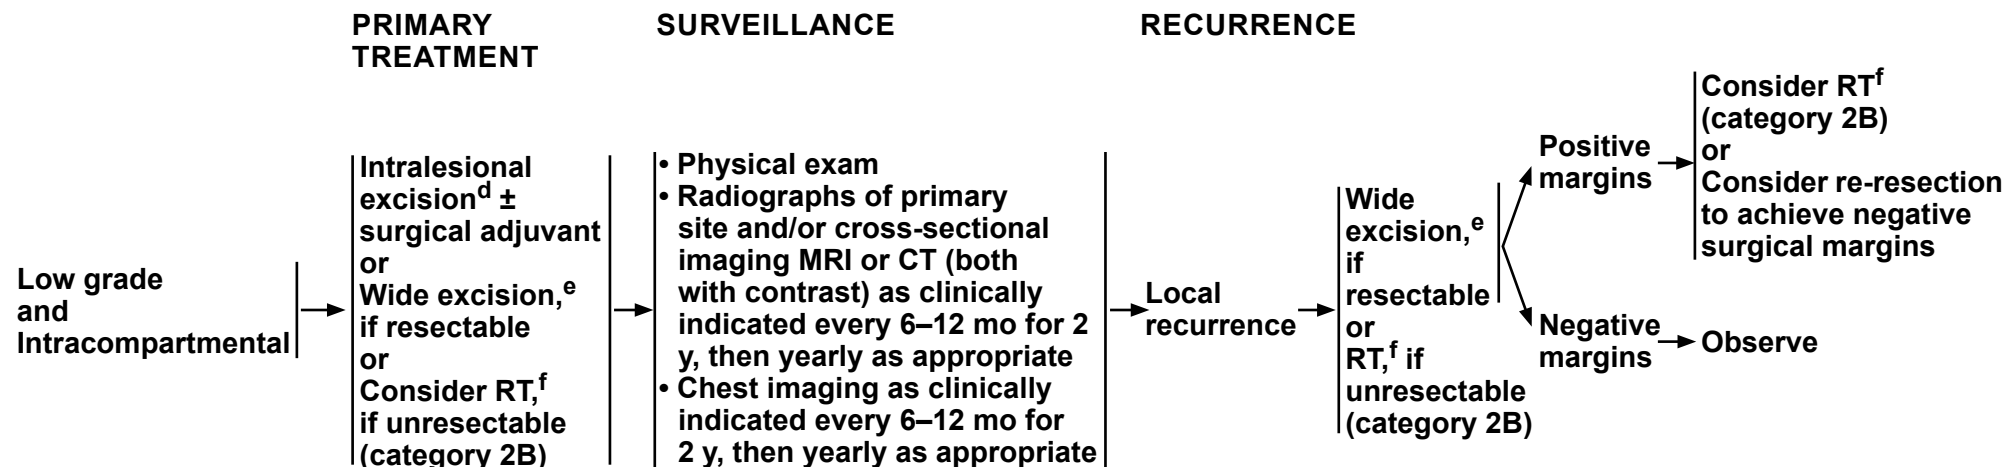 PRIMARY
TREATMENT
SURVEILLANCE
RECURRENCE
Low grade
and
Intracompartmental
Intralesional
excisionᵈ ±
surgical adjuvant
or
Wide excision,ᵉ
if resectable
or
Consider RT,ᶠ
if unresectable
(category 2B)
• Physical exam
• Radiographs of primary
site and/or cross-sectional
imaging MRI or CT (both
with contrast) as clinically
indicated every 6–12 mo for 2
y, then yearly as appropriate
• Chest imaging as clinically
indicated every 6–12 mo for
2 y, then yearly as appropriate
Local
recurrence
Wide
excision,ᵉ
if
resectable
or
RT,ᶠ if
unresectable
(category 2B)
Positive
margins
Consider RTᶠ
(category 2B)
or
Consider re-resection
to achieve negative
surgical margins
Negative
margins
Observe